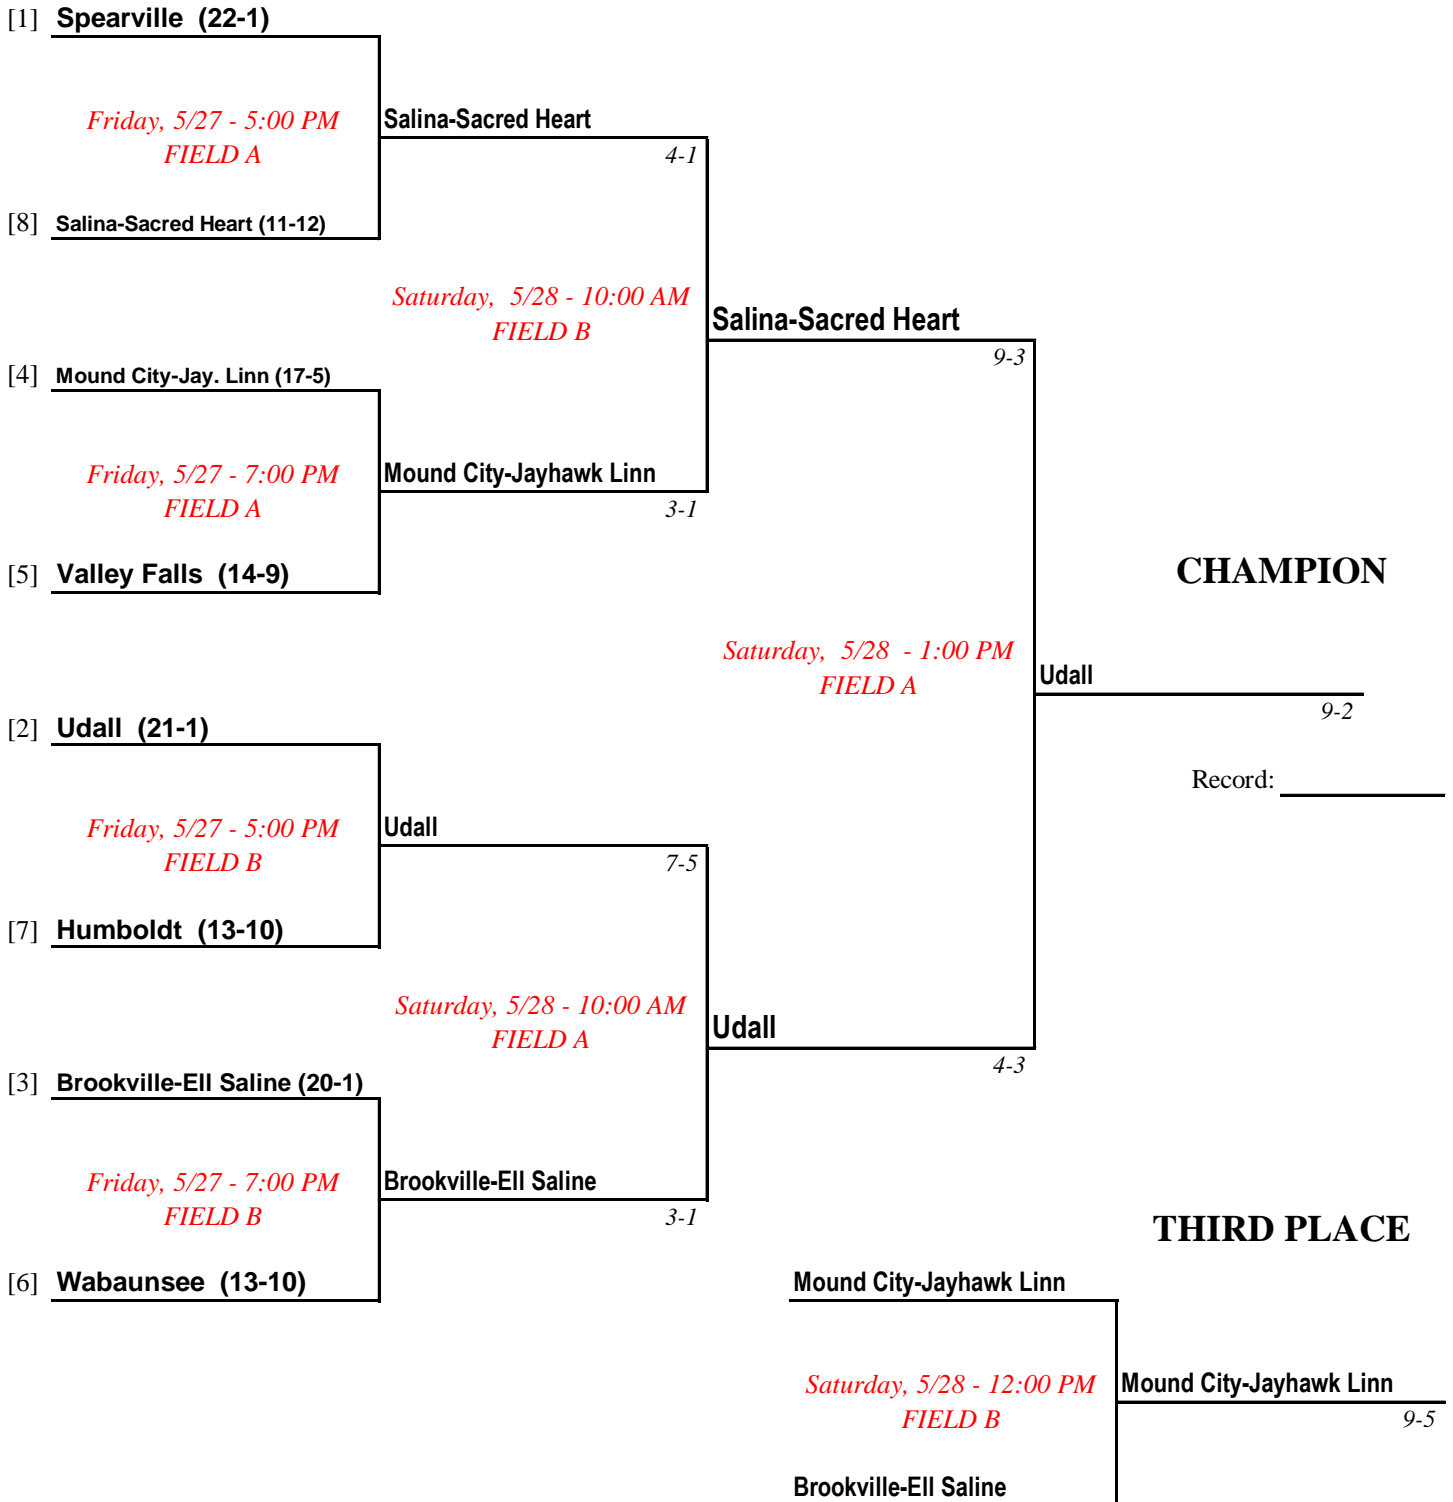 [1] Spearville (22-1)
Friday, 5/27 - 5:00 PM
FIELD A
Salina-Sacred Heart
4-1
[8] Salina-Sacred Heart (11-12)
Saturday, 5/28 - 10:00 AM
FIELD B
Salina-Sacred Heart
9-3
[4] Mound City-Jay. Linn (17-5)
Friday, 5/27 - 7:00 PM
FIELD A
Mound City-Jayhawk Linn
3-1
[5] Valley Falls (14-9)
CHAMPION
Saturday, 5/28 - 1:00 PM
FIELD A
Udall
9-2
Record:
[2] Udall (21-1)
Friday, 5/27 - 5:00 PM
FIELD B
Udall
7-5
[7] Humboldt (13-10)
Saturday, 5/28 - 10:00 AM
FIELD A
Udall
4-3
[3] Brookville-Ell Saline (20-1)
Friday, 5/27 - 7:00 PM
FIELD B
Brookville-Ell Saline
3-1
[6] Wabaunsee (13-10)
THIRD PLACE
Mound City-Jayhawk Linn
Saturday, 5/28 - 12:00 PM
FIELD B
Mound City-Jayhawk Linn
9-5
Brookville-Ell Saline